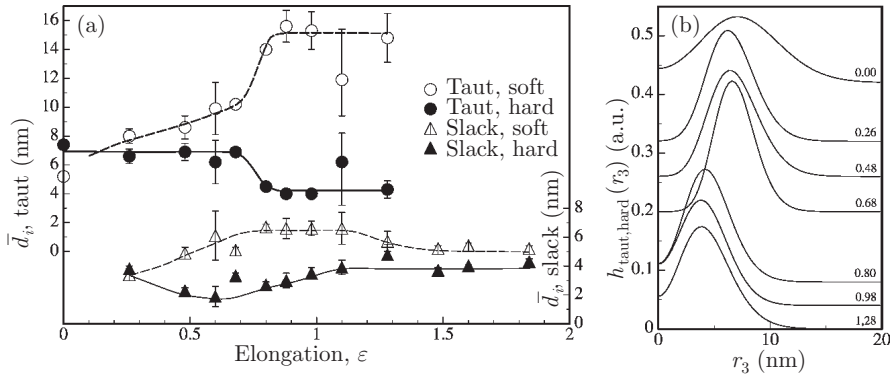 (a)
16
14
12
10
8
6
4
2
0
d̄ᵢ, taut (nm)
Taut, soft
Taut, hard
Slack, soft
Slack, hard
8
6
4
2
0
d̄ᵢ, slack (nm)
0 0.5 1 1.5 2
Elongation, ε
(b)
0.5
0.4
0.3
0.2
0.1
0
h_taut,hard (r₃) (a.u.)
0.00
0.26
0.48
0.68
0.80
0.98
1,28
0 10 20
r₃ (nm)